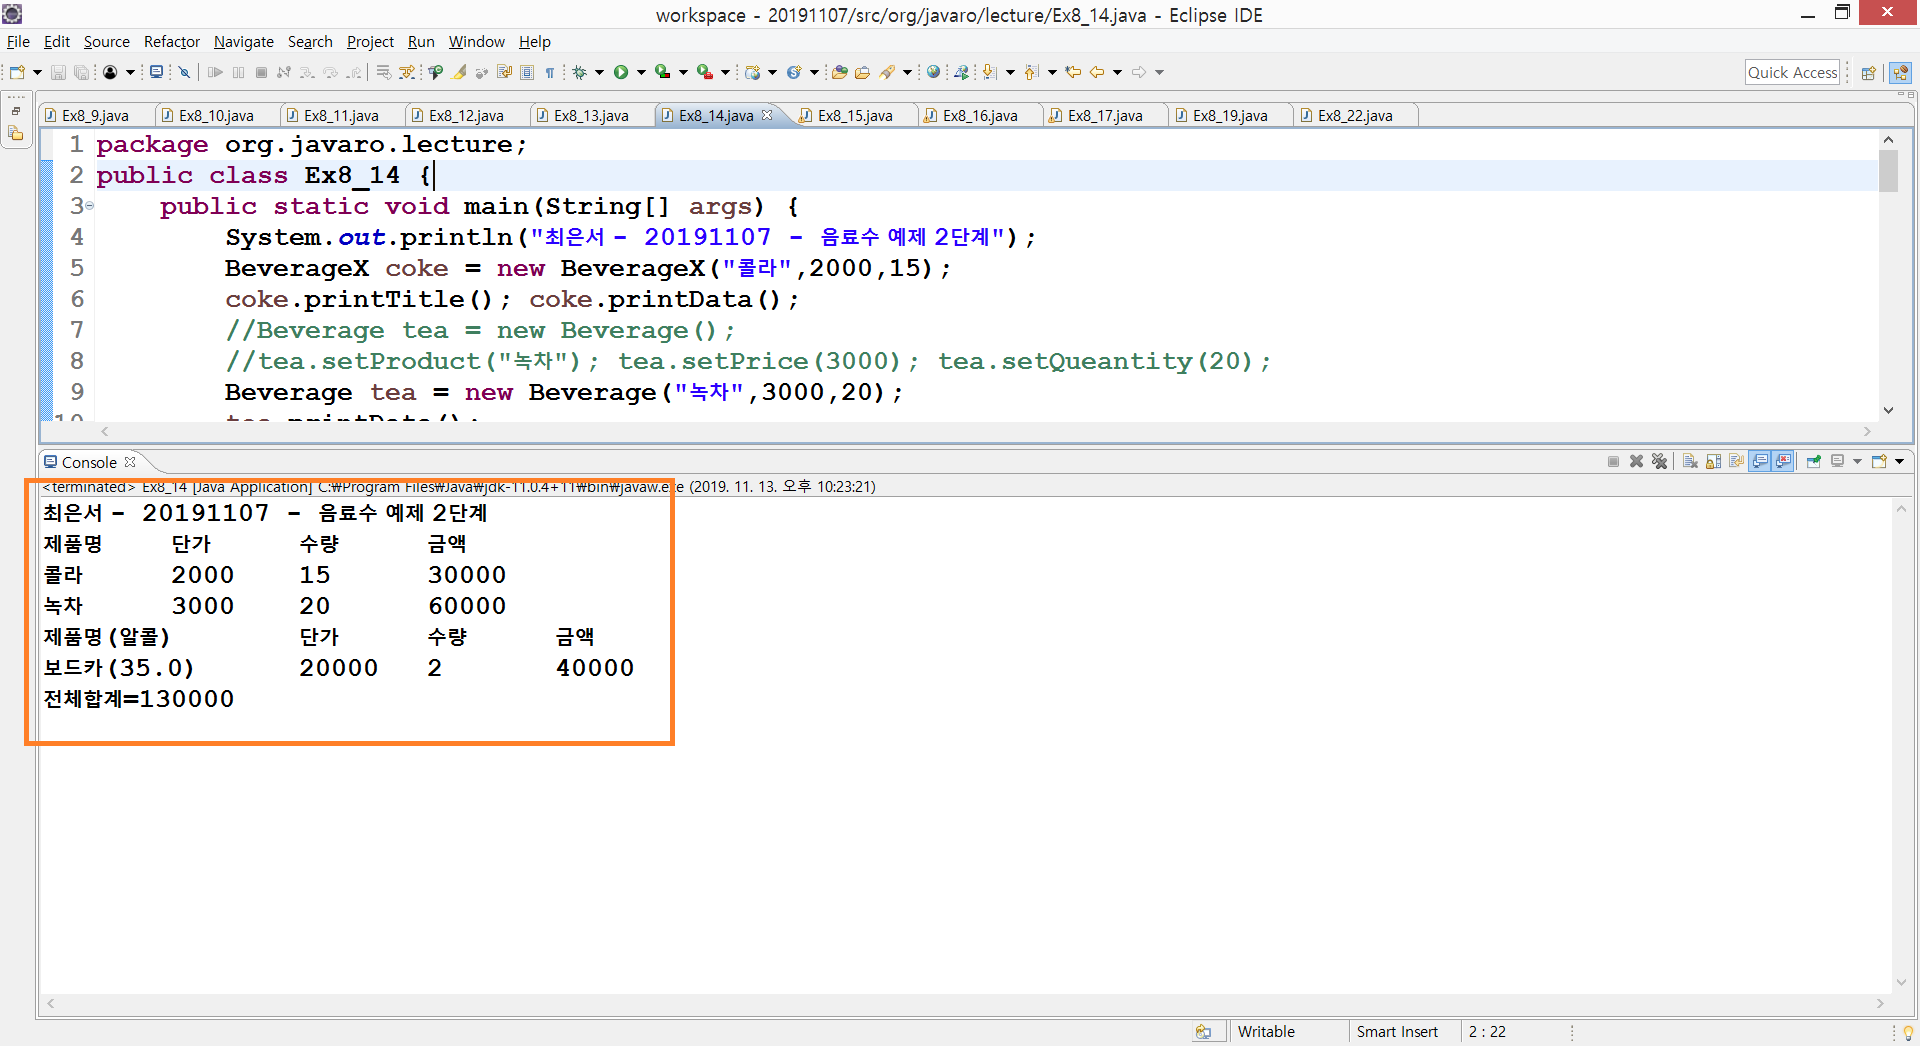 workspace - 20191107/src/org/javaro/lecture/Ex8_14.java - Eclipse IDE
File Edit Source Refactor Navigate Search Project Run Window Help
Quick Access
Ex8_9.java Ex8_10.java Ex8_11.java Ex8_12.java Ex8_13.java Ex8_14.java Ex8_15.java Ex8_16.java Ex8_17.java Ex8_19.java Ex8_22.java
1 package org.javaro.lecture;
2 public class Ex8_14 {
3 public static void main(String[] args) {
4 System.out.println("최은서 - 20191107 - 음료수 예제 2단계");
5 BeverageX coke = new BeverageX("콜라",2000,15);
6 coke.printTitle(); coke.printData();
7 //Beverage tea = new Beverage();
8 //tea.setProduct("녹차"); tea.setPrice(3000); tea.setQueantity(20);
9 Beverage tea = new Beverage("녹차",3000,20);
10 tea.printData();
Console
<terminated> Ex8_14 [Java Application] C:₩Program Files₩Java₩jdk-11.0.4+11₩bin₩javaw.exe (2019. 11. 13. 오후 10:23:21)
최은서 - 20191107 - 음료수 예제 2단계
제품명 단가 수량 금액
콜라 2000 15 30000
녹차 3000 20 60000
제품명(알콜) 단가 수량 금액
보드카(35.0) 20000 2 40000
전체합계=130000
Writable Smart Insert 2 : 22